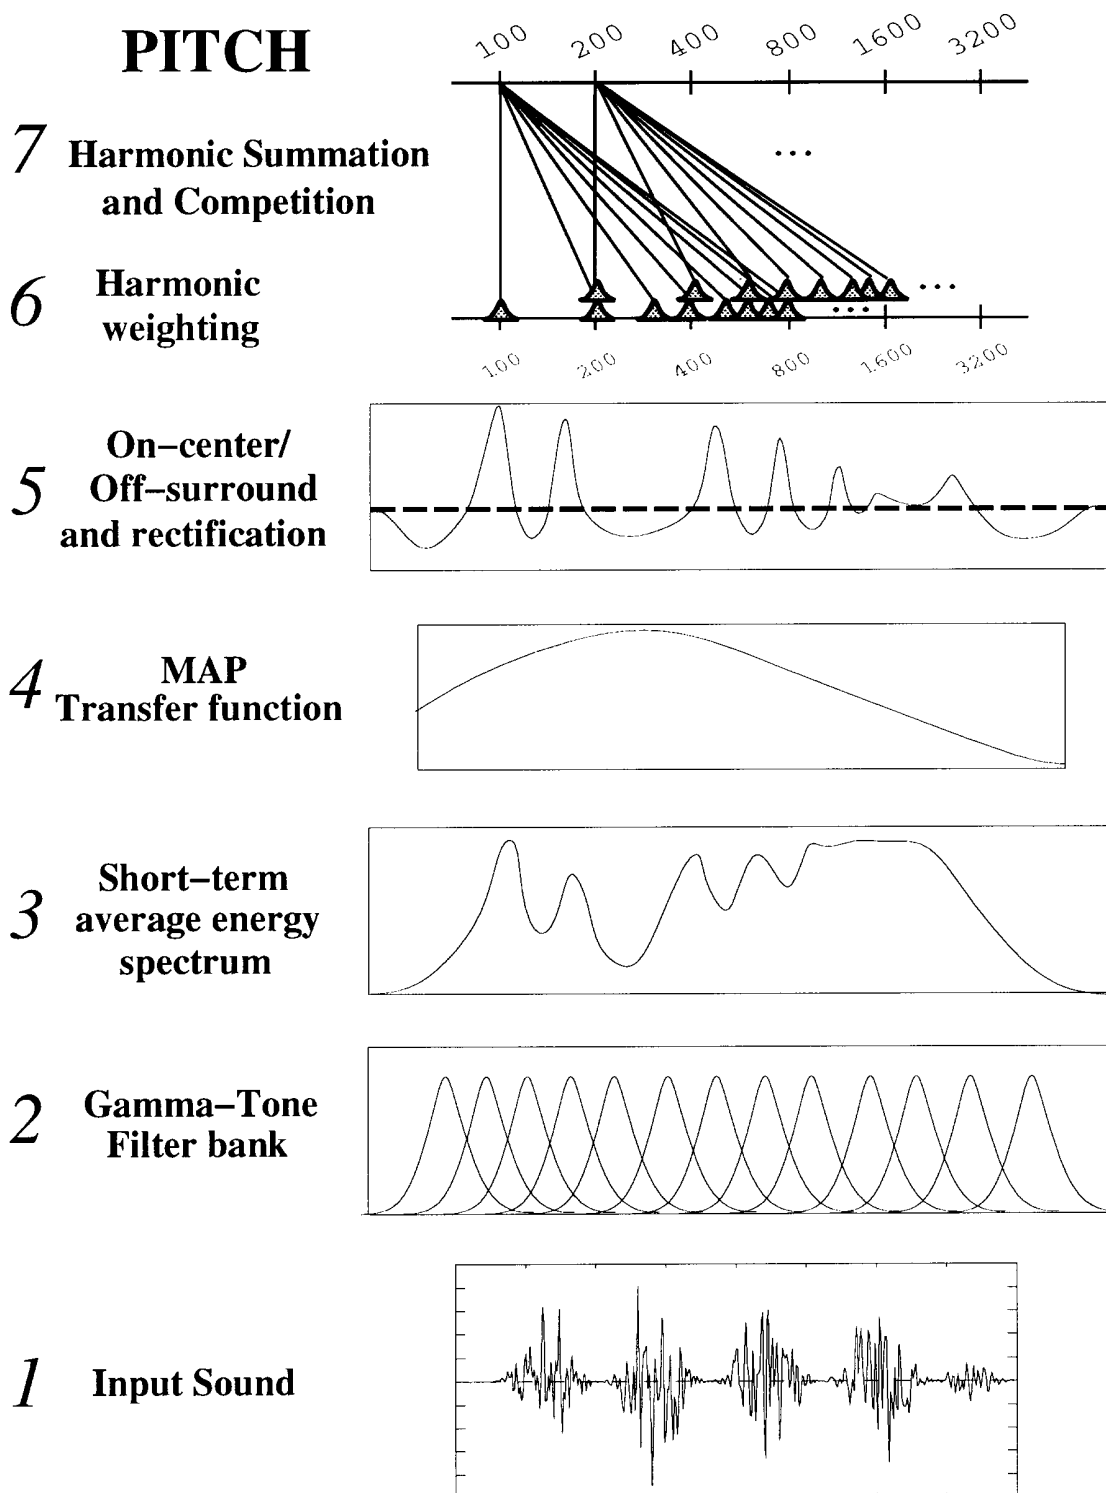 PITCH
100 200 400 800 1600 3200
7 Harmonic Summation
and Competition
...
6 Harmonic
weighting
...
...
100 200 400 800 1600 3200
5 On-center/
Off-surround
and rectification
4 MAP
Transfer function
3 Short-term
average energy
spectrum
2 Gamma-Tone
Filter bank
1 Input Sound